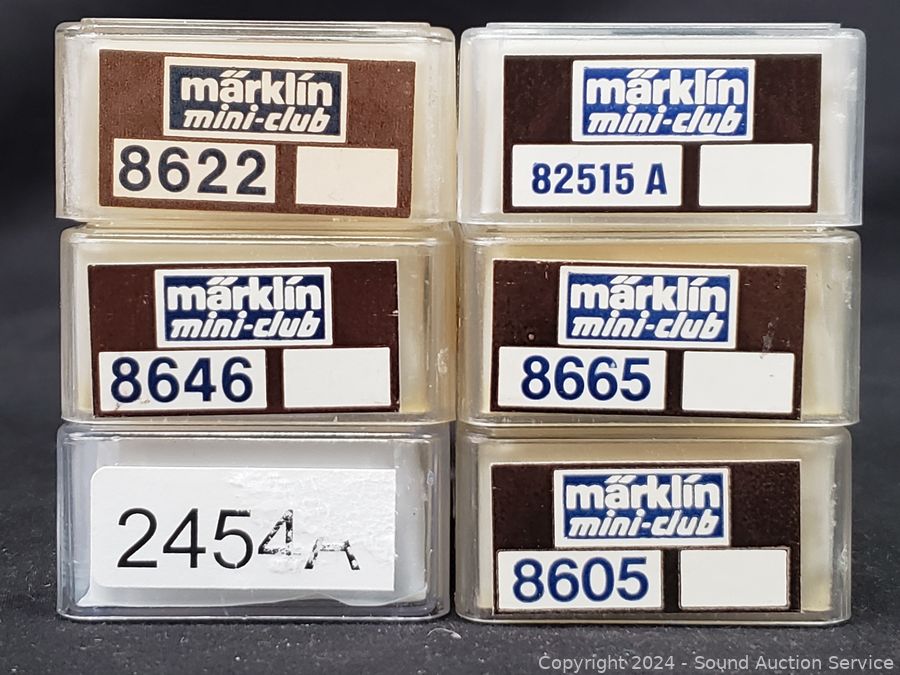 märklin
mini-club
8622
märklin
mini-club
82515 A
märklin
mini-club
8646
märklin
mini-club
8665
2454A
märklin
mini-club
8605
Copyright 2024 - Sound Auction Service